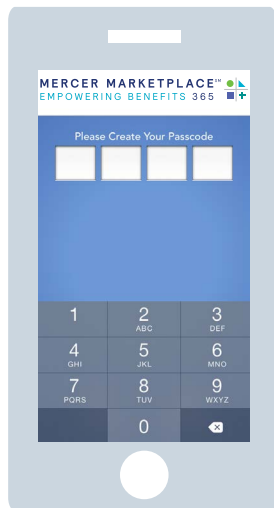 MERCER MARKETPLACE℠
EMPOWERING BENEFITS 365
Please Create Your Passcode
1 2 3
ABC DEF
4 5 6
GHI JKL MNO
7 8 9
PQRS TUV WXYZ
0